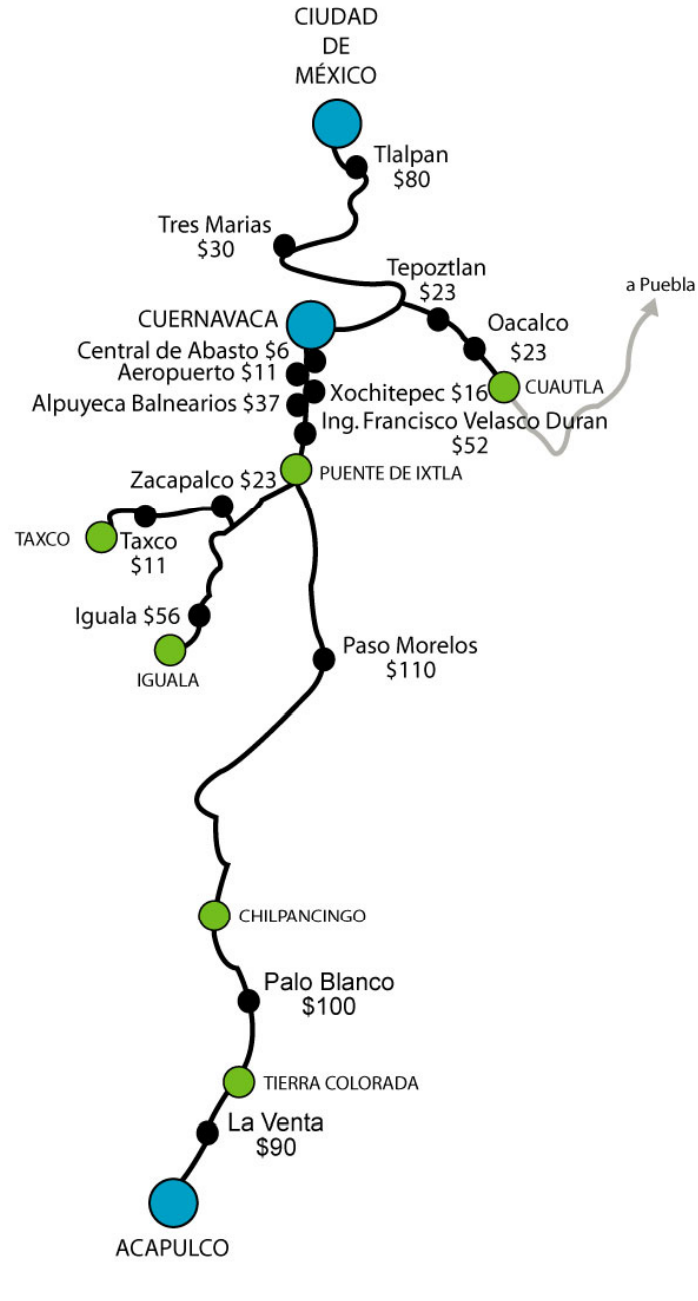 CIUDAD
DE
MÉXICO
Tlalpan
$80
Tres Marias
$30
Tepoztlan
$23
a Puebla
CUERNAVACA
Oacalco
$23
Central de Abasto $6
Aeropuerto $11
CUAUTLA
Xochitepec $16
Alpuyeca Balnearios $37
Ing. Francisco Velasco Duran
$52
PUENTE DE IXTLA
Zacapalco $23
TAXCO
Taxco
$11
Iguala $56
IGUALA
Paso Morelos
$110
CHILPANCINGO
Palo Blanco
$100
TIERRA COLORADA
La Venta
$90
ACAPULCO